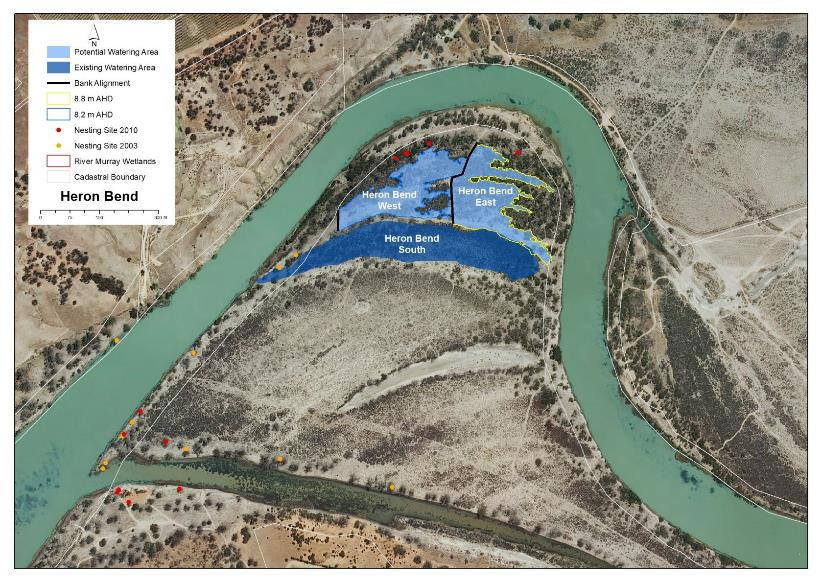 N
Potential Watering Area
Existing Watering Area
Bank Alignment
8.8 m AHD
8.2 m AHD
Nesting Site 2010
Nesting Site 2003
River Murray Wetlands
Cadastral Boundary
Heron Bend
0
Heron Bend
West
Heron Bend
East
Heron Bend
South